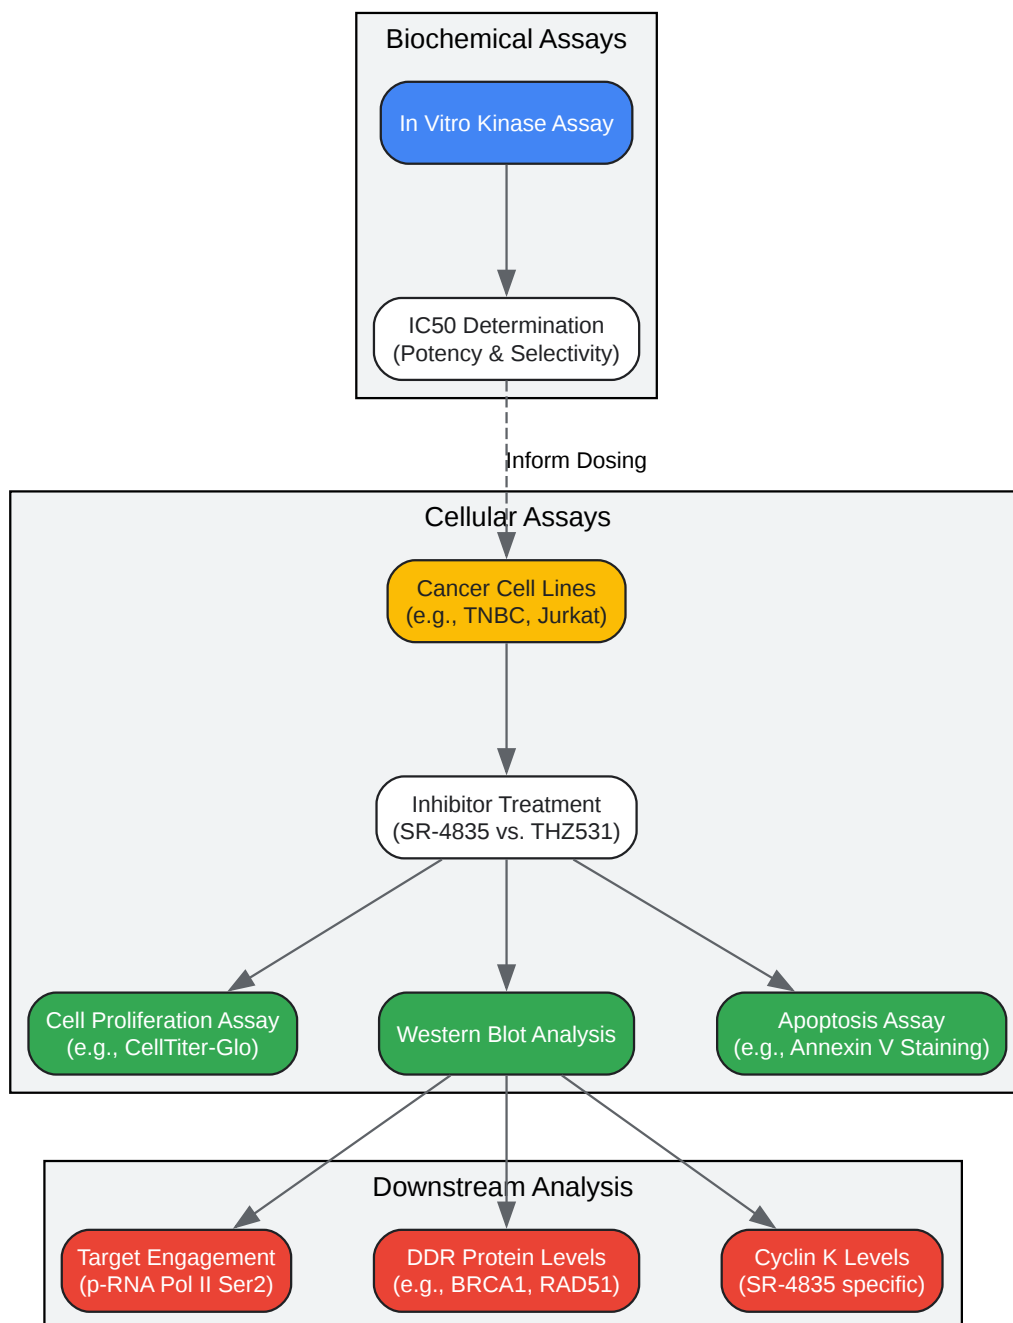 Biochemical Assays
In Vitro Kinase Assay
IC50 Determination
(Potency & Selectivity)
Inform Dosing
Cellular Assays
Cancer Cell Lines
(e.g., TNBC, Jurkat)
Inhibitor Treatment
(SR-4835 vs. THZ531)
Cell Proliferation Assay
(e.g., CellTiter-Glo)
Western Blot Analysis
Apoptosis Assay
(e.g., Annexin V Staining)
Downstream Analysis
Target Engagement
(p-RNA Pol II Ser2)
DDR Protein Levels
(e.g., BRCA1, RAD51)
Cyclin K Levels
(SR-4835 specific)